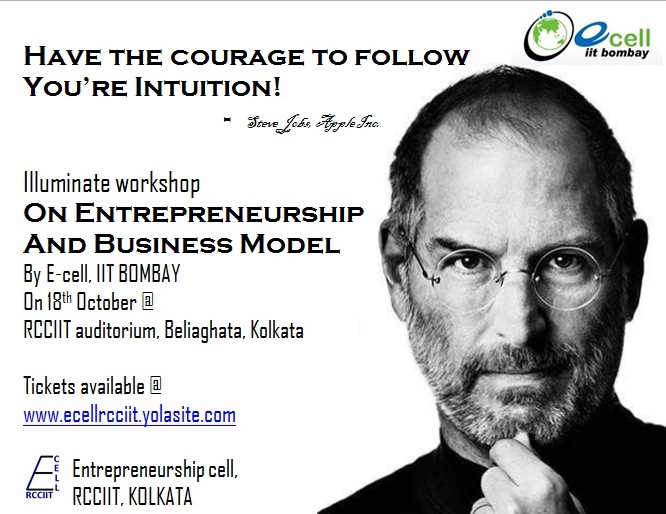 HAVE THE COURAGE TO FOLLOW
YOU'RE INTUITION!
- Steve Jobs, Apple Inc.
ecell
iit bombay
Illuminate workshop
ON ENTREPRENEURSHIP
AND BUSINESS MODEL
By E-cell, IIT BOMBAY
On 18th October @
RCCIIT auditorium, Beliaghata, Kolkata
Tickets available @
www.ecellrcciit.yolasite.com
E CELL
RCCIIT
Entrepreneurship cell,
RCCIIT, KOLKATA